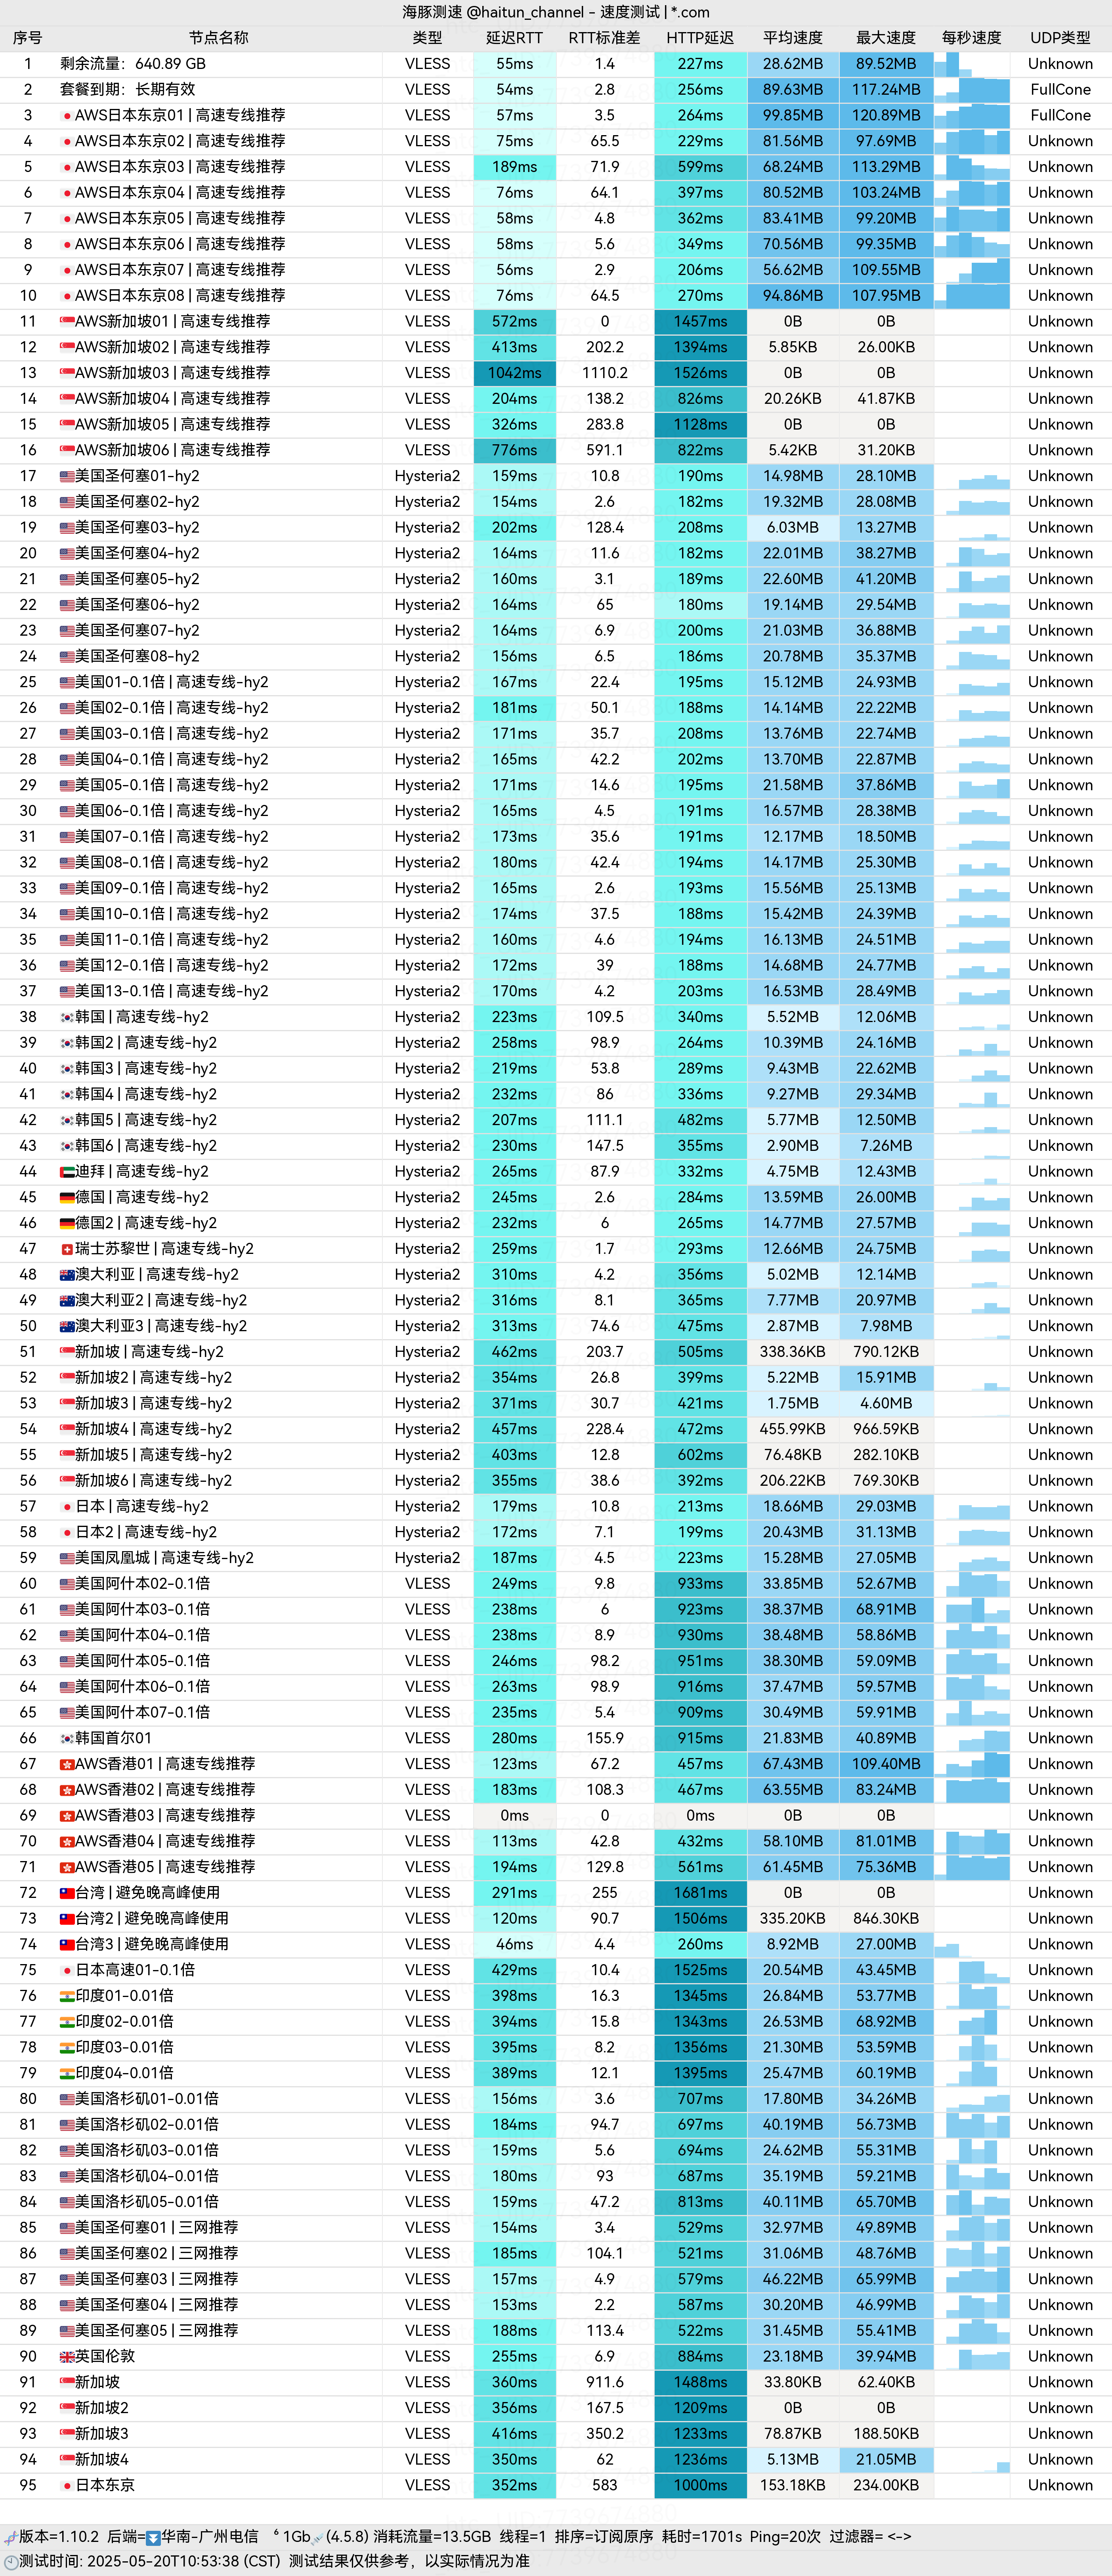 海豚测速 @haitun_channel - 速度测试 | *.com
序号 节点名称 类型 延迟RTT RTT标准差 HTTP延迟 平均速度 最大速度 每秒速度 UDP类型
1 剩余流量：640.89 GB VLESS 55ms 1.4 227ms 28.62MB 89.52MB Unknown
2 套餐到期：长期有效 VLESS 54ms 2.8 256ms 89.63MB 117.24MB FullCone
3 AWS日本东京01 | 高速专线推荐 VLESS 57ms 3.5 264ms 99.85MB 120.89MB FullCone
4 AWS日本东京02 | 高速专线推荐 VLESS 75ms 65.5 229ms 81.56MB 97.69MB Unknown
5 AWS日本东京03 | 高速专线推荐 VLESS 189ms 71.9 599ms 68.24MB 113.29MB Unknown
6 AWS日本东京04 | 高速专线推荐 VLESS 76ms 64.1 397ms 80.52MB 103.24MB Unknown
7 AWS日本东京05 | 高速专线推荐 VLESS 58ms 4.8 362ms 83.41MB 99.20MB Unknown
8 AWS日本东京06 | 高速专线推荐 VLESS 58ms 5.6 349ms 70.56MB 99.35MB Unknown
9 AWS日本东京07 | 高速专线推荐 VLESS 56ms 2.9 206ms 56.62MB 109.55MB Unknown
10 AWS日本东京08 | 高速专线推荐 VLESS 76ms 64.5 270ms 94.86MB 107.95MB Unknown
11 AWS新加坡01 | 高速专线推荐 VLESS 572ms 0 1457ms 0B 0B Unknown
12 AWS新加坡02 | 高速专线推荐 VLESS 413ms 202.2 1394ms 5.85KB 26.00KB Unknown
13 AWS新加坡03 | 高速专线推荐 VLESS 1042ms 1110.2 1526ms 0B 0B Unknown
14 AWS新加坡04 | 高速专线推荐 VLESS 204ms 138.2 826ms 20.26KB 41.87KB Unknown
15 AWS新加坡05 | 高速专线推荐 VLESS 326ms 283.8 1128ms 0B 0B Unknown
16 AWS新加坡06 | 高速专线推荐 VLESS 776ms 591.1 822ms 5.42KB 31.20KB Unknown
17 美国圣何塞01-hy2 Hysteria2 159ms 10.8 190ms 14.98MB 28.10MB Unknown
18 美国圣何塞02-hy2 Hysteria2 154ms 2.6 182ms 19.32MB 28.08MB Unknown
19 美国圣何塞03-hy2 Hysteria2 202ms 128.4 208ms 6.03MB 13.27MB Unknown
20 美国圣何塞04-hy2 Hysteria2 164ms 11.6 182ms 22.01MB 38.27MB Unknown
21 美国圣何塞05-hy2 Hysteria2 160ms 3.1 189ms 22.60MB 41.20MB Unknown
22 美国圣何塞06-hy2 Hysteria2 164ms 65 180ms 19.14MB 29.54MB Unknown
23 美国圣何塞07-hy2 Hysteria2 164ms 6.9 200ms 21.03MB 36.88MB Unknown
24 美国圣何塞08-hy2 Hysteria2 156ms 6.5 186ms 20.78MB 35.37MB Unknown
25 美国01-0.1倍 | 高速专线-hy2 Hysteria2 167ms 22.4 195ms 15.12MB 24.93MB Unknown
26 美国02-0.1倍 | 高速专线-hy2 Hysteria2 181ms 50.1 188ms 14.14MB 22.22MB Unknown
27 美国03-0.1倍 | 高速专线-hy2 Hysteria2 171ms 35.7 208ms 13.76MB 22.74MB Unknown
28 美国04-0.1倍 | 高速专线-hy2 Hysteria2 165ms 42.2 202ms 13.70MB 22.87MB Unknown
29 美国05-0.1倍 | 高速专线-hy2 Hysteria2 171ms 14.6 195ms 21.58MB 37.86MB Unknown
30 美国06-0.1倍 | 高速专线-hy2 Hysteria2 165ms 4.5 191ms 16.57MB 28.38MB Unknown
31 美国07-0.1倍 | 高速专线-hy2 Hysteria2 173ms 35.6 191ms 12.17MB 18.50MB Unknown
32 美国08-0.1倍 | 高速专线-hy2 Hysteria2 180ms 42.4 194ms 14.17MB 25.30MB Unknown
33 美国09-0.1倍 | 高速专线-hy2 Hysteria2 165ms 2.6 193ms 15.56MB 25.13MB Unknown
34 美国10-0.1倍 | 高速专线-hy2 Hysteria2 174ms 37.5 188ms 15.42MB 24.39MB Unknown
35 美国11-0.1倍 | 高速专线-hy2 Hysteria2 160ms 4.6 194ms 16.13MB 24.51MB Unknown
36 美国12-0.1倍 | 高速专线-hy2 Hysteria2 172ms 39 188ms 14.68MB 24.77MB Unknown
37 美国13-0.1倍 | 高速专线-hy2 Hysteria2 170ms 4.2 203ms 16.53MB 28.49MB Unknown
38 韩国 | 高速专线-hy2 Hysteria2 223ms 109.5 340ms 5.52MB 12.06MB Unknown
39 韩国2 | 高速专线-hy2 Hysteria2 258ms 98.9 264ms 10.39MB 24.16MB Unknown
40 韩国3 | 高速专线-hy2 Hysteria2 219ms 53.8 289ms 9.43MB 22.62MB Unknown
41 韩国4 | 高速专线-hy2 Hysteria2 232ms 86 336ms 9.27MB 29.34MB Unknown
42 韩国5 | 高速专线-hy2 Hysteria2 207ms 111.1 482ms 5.77MB 12.50MB Unknown
43 韩国6 | 高速专线-hy2 Hysteria2 230ms 147.5 355ms 2.90MB 7.26MB Unknown
44 迪拜 | 高速专线-hy2 Hysteria2 265ms 87.9 332ms 4.75MB 12.43MB Unknown
45 德国 | 高速专线-hy2 Hysteria2 245ms 2.6 284ms 13.59MB 26.00MB Unknown
46 德国2 | 高速专线-hy2 Hysteria2 232ms 6 265ms 14.77MB 27.57MB Unknown
47 瑞士苏黎世 | 高速专线-hy2 Hysteria2 259ms 1.7 293ms 12.66MB 24.75MB Unknown
48 澳大利亚 | 高速专线-hy2 Hysteria2 310ms 4.2 356ms 5.02MB 12.14MB Unknown
49 澳大利亚2 | 高速专线-hy2 Hysteria2 316ms 8.1 365ms 7.77MB 20.97MB Unknown
50 澳大利亚3 | 高速专线-hy2 Hysteria2 313ms 74.6 475ms 2.87MB 7.98MB Unknown
51 新加坡 | 高速专线-hy2 Hysteria2 462ms 203.7 505ms 338.36KB 790.12KB Unknown
52 新加坡2 | 高速专线-hy2 Hysteria2 354ms 26.8 399ms 5.22MB 15.91MB Unknown
53 新加坡3 | 高速专线-hy2 Hysteria2 371ms 30.7 421ms 1.75MB 4.60MB Unknown
54 新加坡4 | 高速专线-hy2 Hysteria2 457ms 228.4 472ms 455.99KB 966.59KB Unknown
55 新加坡5 | 高速专线-hy2 Hysteria2 403ms 12.8 602ms 76.48KB 282.10KB Unknown
56 新加坡6 | 高速专线-hy2 Hysteria2 355ms 38.6 392ms 206.22KB 769.30KB Unknown
57 日本 | 高速专线-hy2 Hysteria2 179ms 10.8 213ms 18.66MB 29.03MB Unknown
58 日本2 | 高速专线-hy2 Hysteria2 172ms 7.1 199ms 20.43MB 31.13MB Unknown
59 美国凤凰城 | 高速专线-hy2 Hysteria2 187ms 4.5 223ms 15.28MB 27.05MB Unknown
60 美国阿什本02-0.1倍 VLESS 249ms 9.8 933ms 33.85MB 52.67MB Unknown
61 美国阿什本03-0.1倍 VLESS 238ms 6 923ms 38.37MB 68.91MB Unknown
62 美国阿什本04-0.1倍 VLESS 238ms 8.9 930ms 38.48MB 58.86MB Unknown
63 美国阿什本05-0.1倍 VLESS 246ms 98.2 951ms 38.30MB 59.09MB Unknown
64 美国阿什本06-0.1倍 VLESS 263ms 98.9 916ms 37.47MB 59.57MB Unknown
65 美国阿什本07-0.1倍 VLESS 235ms 5.4 909ms 30.49MB 59.91MB Unknown
66 韩国首尔01 VLESS 280ms 155.9 915ms 21.83MB 40.89MB Unknown
67 AWS香港01 | 高速专线推荐 VLESS 123ms 67.2 457ms 67.43MB 109.40MB Unknown
68 AWS香港02 | 高速专线推荐 VLESS 183ms 108.3 467ms 63.55MB 83.24MB Unknown
69 AWS香港03 | 高速专线推荐 VLESS 0ms 0 0ms 0B 0B Unknown
70 AWS香港04 | 高速专线推荐 VLESS 113ms 42.8 432ms 58.10MB 81.01MB Unknown
71 AWS香港05 | 高速专线推荐 VLESS 194ms 129.8 561ms 61.45MB 75.36MB Unknown
72 台湾 | 避免晚高峰使用 VLESS 291ms 255 1681ms 0B 0B Unknown
73 台湾2 | 避免晚高峰使用 VLESS 120ms 90.7 1506ms 335.20KB 846.30KB Unknown
74 台湾3 | 避免晚高峰使用 VLESS 46ms 4.4 260ms 8.92MB 27.00MB Unknown
75 日本高速01-0.1倍 VLESS 429ms 10.4 1525ms 20.54MB 43.45MB Unknown
76 印度01-0.01倍 VLESS 398ms 16.3 1345ms 26.84MB 53.77MB Unknown
77 印度02-0.01倍 VLESS 394ms 15.8 1343ms 26.53MB 68.92MB Unknown
78 印度03-0.01倍 VLESS 395ms 8.2 1356ms 21.30MB 53.59MB Unknown
79 印度04-0.01倍 VLESS 389ms 12.1 1395ms 25.47MB 60.19MB Unknown
80 美国洛杉矶01-0.01倍 VLESS 156ms 3.6 707ms 17.80MB 34.26MB Unknown
81 美国洛杉矶02-0.01倍 VLESS 184ms 94.7 697ms 40.19MB 56.73MB Unknown
82 美国洛杉矶03-0.01倍 VLESS 159ms 5.6 694ms 24.62MB 55.31MB Unknown
83 美国洛杉矶04-0.01倍 VLESS 180ms 93 687ms 35.19MB 59.21MB Unknown
84 美国洛杉矶05-0.01倍 VLESS 159ms 47.2 813ms 40.11MB 65.70MB Unknown
85 美国圣何塞01 | 三网推荐 VLESS 154ms 3.4 529ms 32.97MB 49.89MB Unknown
86 美国圣何塞02 | 三网推荐 VLESS 185ms 104.1 521ms 31.06MB 48.76MB Unknown
87 美国圣何塞03 | 三网推荐 VLESS 157ms 4.9 579ms 46.22MB 65.99MB Unknown
88 美国圣何塞04 | 三网推荐 VLESS 153ms 2.2 587ms 30.20MB 46.99MB Unknown
89 美国圣何塞05 | 三网推荐 VLESS 188ms 113.4 522ms 31.45MB 55.41MB Unknown
90 英国伦敦 VLESS 255ms 6.9 884ms 23.18MB 39.94MB Unknown
91 新加坡 VLESS 360ms 911.6 1488ms 33.80KB 62.40KB Unknown
92 新加坡2 VLESS 356ms 167.5 1209ms 0B 0B Unknown
93 新加坡3 VLESS 416ms 350.2 1233ms 78.87KB 188.50KB Unknown
94 新加坡4 VLESS 350ms 62 1236ms 5.13MB 21.05MB Unknown
95 日本东京 VLESS 352ms 583 1000ms 153.18KB 234.00KB Unknown
版本=1.10.2 后端=华南-广州电信 ⁶ 1Gb (4.5.8) 消耗流量=13.5GB 线程=1 排序=订阅原序 耗时=1701s Ping=20次 过滤器= <->
测试时间: 2025-05-20T10:53:38 (CST) 测试结果仅供参考，以实际情况为准